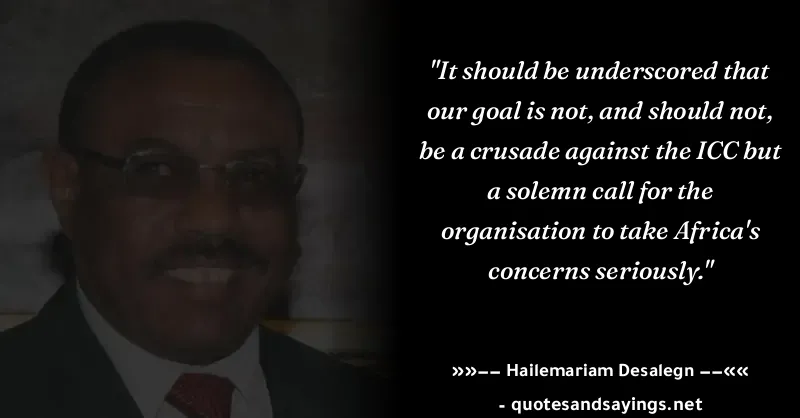 "It should be underscored that
our goal is not, and should not,
be a crusade against the ICC but
a solemn call for the
organisation to take Africa's
concerns seriously."
»»—— Hailemariam Desalegn ——««
- quotesandsayings.net